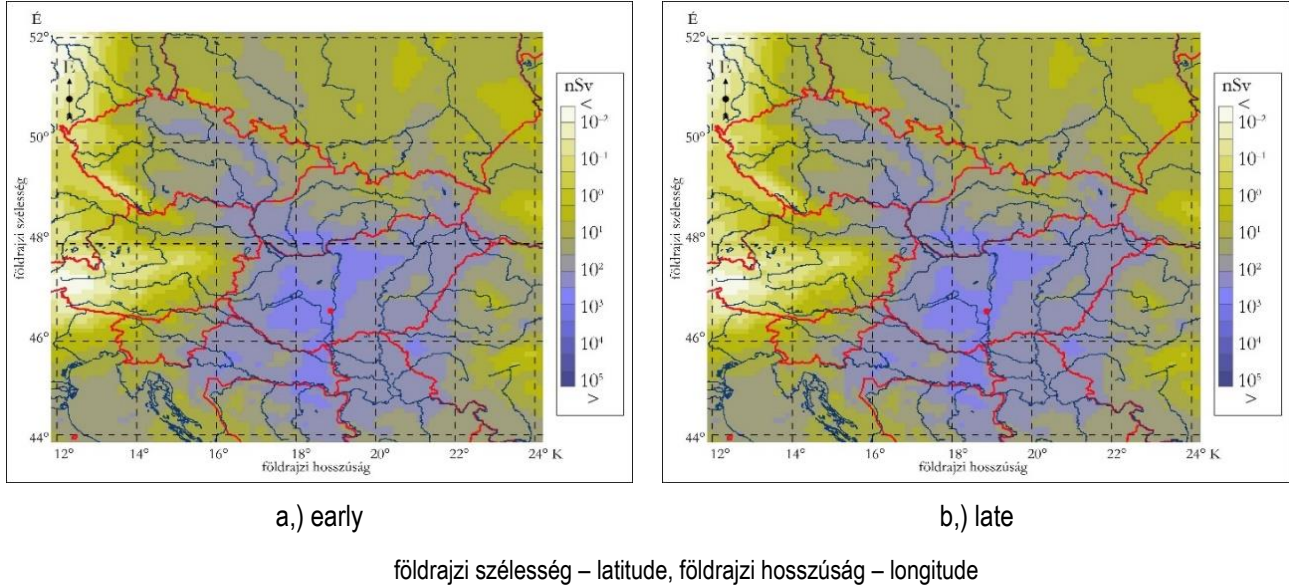 É
52°
50°
48°
46°
44°
földrajzi szélesség
12° 14° 16° 18° 20° 22° 24° K
földrajzi hosszúság
nSv
<
10⁻²
10⁻¹
10⁰
10¹
10²
10³
10⁴
10⁵
>
É
52°
50°
48°
46°
44°
földrajzi szélesség
12° 14° 16° 18° 20° 22° 24° K
földrajzi hosszúság
nSv
<
10⁻²
10⁻¹
10⁰
10¹
10²
10³
10⁴
10⁵
>
a,) early
b,) late
földrajzi szélesség – latitude, földrajzi hosszúság – longitude